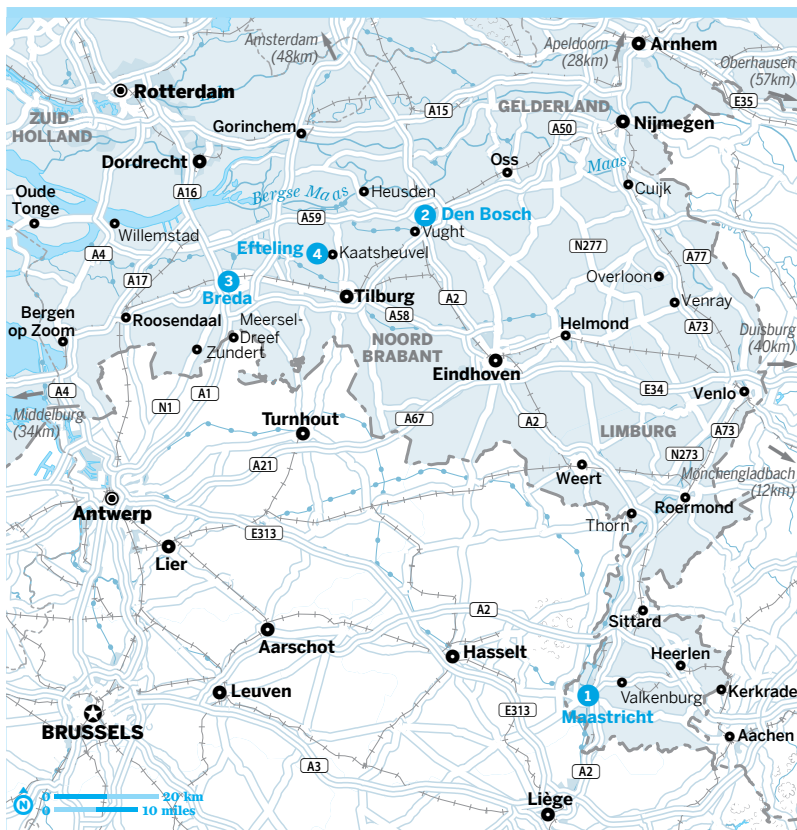 Amsterdam
(48km)
Apeldoorn
(28km)
Arnhem
Oberhausen
(57km)
Rotterdam
E35
ZUID-
HOLLAND
A15
GELDERLAND
Gorinchem
A50
Nijmegen
Dordrecht
Oss
Maas
A16
Bergse Maas
Heusden
Cuijk
Oude
Tonge
Willemstad
A59
2
Den Bosch
Vught
A4
Efteling
4
Kaatsheuvel
N277
A77
A17
3
Breda
Overloon
Tilburg
A2
Venray
Bergen
op Zoom
Roosendaal
Meersel-
Dreef
A58
Helmond
A73
Duisburg
(40km)
Zundert
NOORD
BRABANT
Eindhoven
A4
A1
E34
Venlo
Middelburg
(34km)
N1
Turnhout
A67
A2
LIMBURG
A73
A21
Weert
N273
Mönchengladbach
(12km)
Antwerp
Roermond
Thorn
E313
Lier
A2
Sittard
Aarschot
Hasselt
Heerlen
Leuven
1
Maastricht
Valkenburg
Kerkrade
BRUSSELS
E313
Aachen
A3
A2
N
0
20 km
0
10 miles
Liège